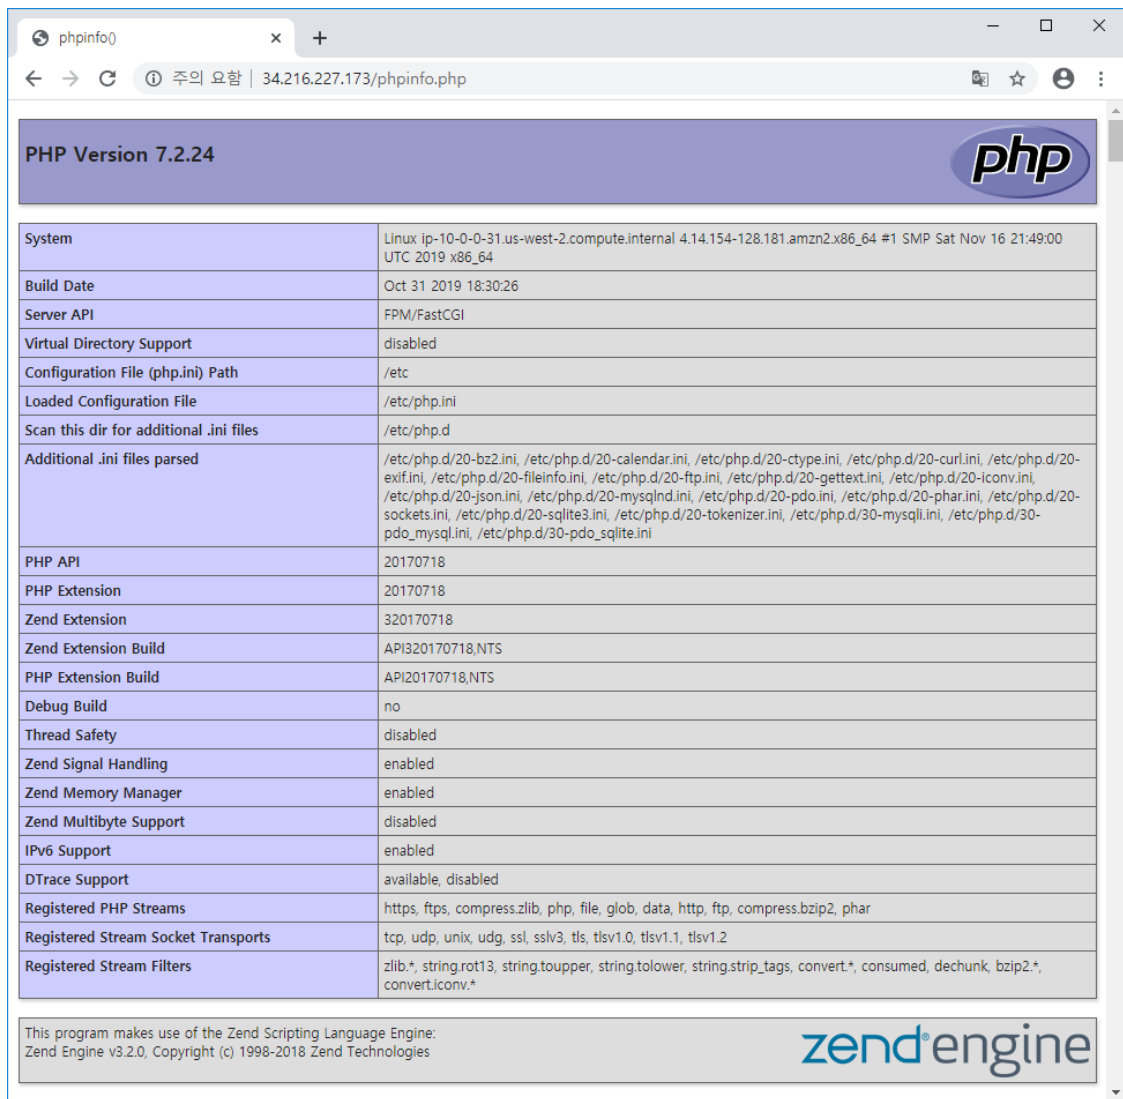 phpinfo()
주의 요함 34.216.227.173/phpinfo.php
PHP Version 7.2.24
php
System
Linux ip-10-0-0-31.us-west-2.compute.internal 4.14.154-128.181.amzn2.x86_64 #1 SMP Sat Nov 16 21:49:00
UTC 2019 x86_64
Build Date
Oct 31 2019 18:30:26
Server API
FPM/FastCGI
Virtual Directory Support
disabled
Configuration File (php.ini) Path
/etc
Loaded Configuration File
/etc/php.ini
Scan this dir for additional .ini files
/etc/php.d
Additional .ini files parsed
/etc/php.d/20-bz2.ini, /etc/php.d/20-calendar.ini, /etc/php.d/20-ctype.ini, /etc/php.d/20-curl.ini, /etc/php.d/20-
exif.ini, /etc/php.d/20-fileinfo.ini, /etc/php.d/20-ftp.ini, /etc/php.d/20-gettext.ini, /etc/php.d/20-iconv.ini,
/etc/php.d/20-json.ini, /etc/php.d/20-mysqlnd.ini, /etc/php.d/20-pdo.ini, /etc/php.d/20-phar.ini, /etc/php.d/20-
sockets.ini, /etc/php.d/20-sqlite3.ini, /etc/php.d/20-tokenizer.ini, /etc/php.d/30-mysqli.ini, /etc/php.d/30-
pdo_mysql.ini, /etc/php.d/30-pdo_sqlite.ini
PHP API
20170718
PHP Extension
20170718
Zend Extension
320170718
Zend Extension Build
API320170718,NTS
PHP Extension Build
API20170718,NTS
Debug Build
no
Thread Safety
disabled
Zend Signal Handling
enabled
Zend Memory Manager
enabled
Zend Multibyte Support
disabled
IPv6 Support
enabled
DTrace Support
available, disabled
Registered PHP Streams
https, ftps, compress.zlib, php, file, glob, data, http, ftp, compress.bzip2, phar
Registered Stream Socket Transports
tcp, udp, unix, udg, ssl, sslv3, tls, tlsv1.0, tlsv1.1, tlsv1.2
Registered Stream Filters
zlib.*, string.rot13, string.toupper, string.tolower, string.strip_tags, convert.*, consumed, dechunk, bzip2.*,
convert.iconv.*
This program makes use of the Zend Scripting Language Engine:
Zend Engine v3.2.0, Copyright (c) 1998-2018 Zend Technologies
zend® engine